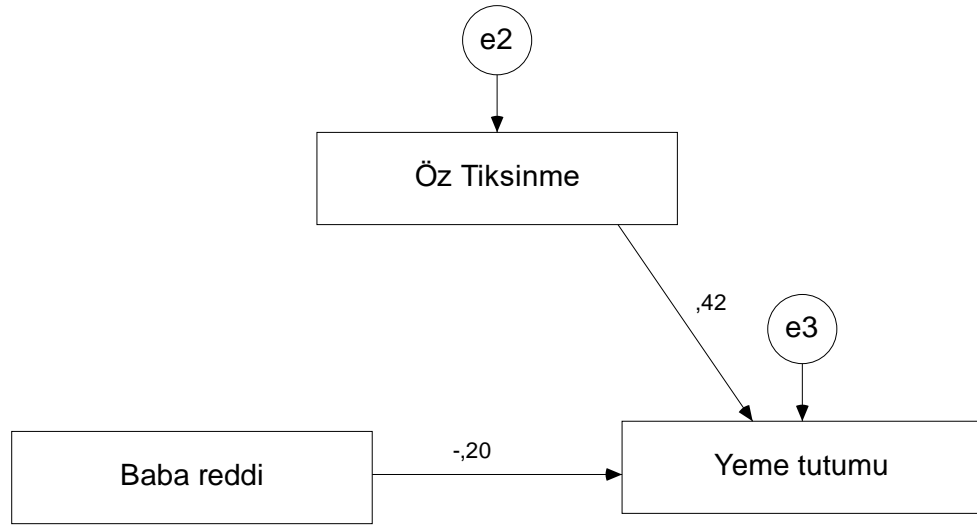 e2
Öz Tiksinme
,42
e3
Baba reddi
-,20
Yeme tutumu